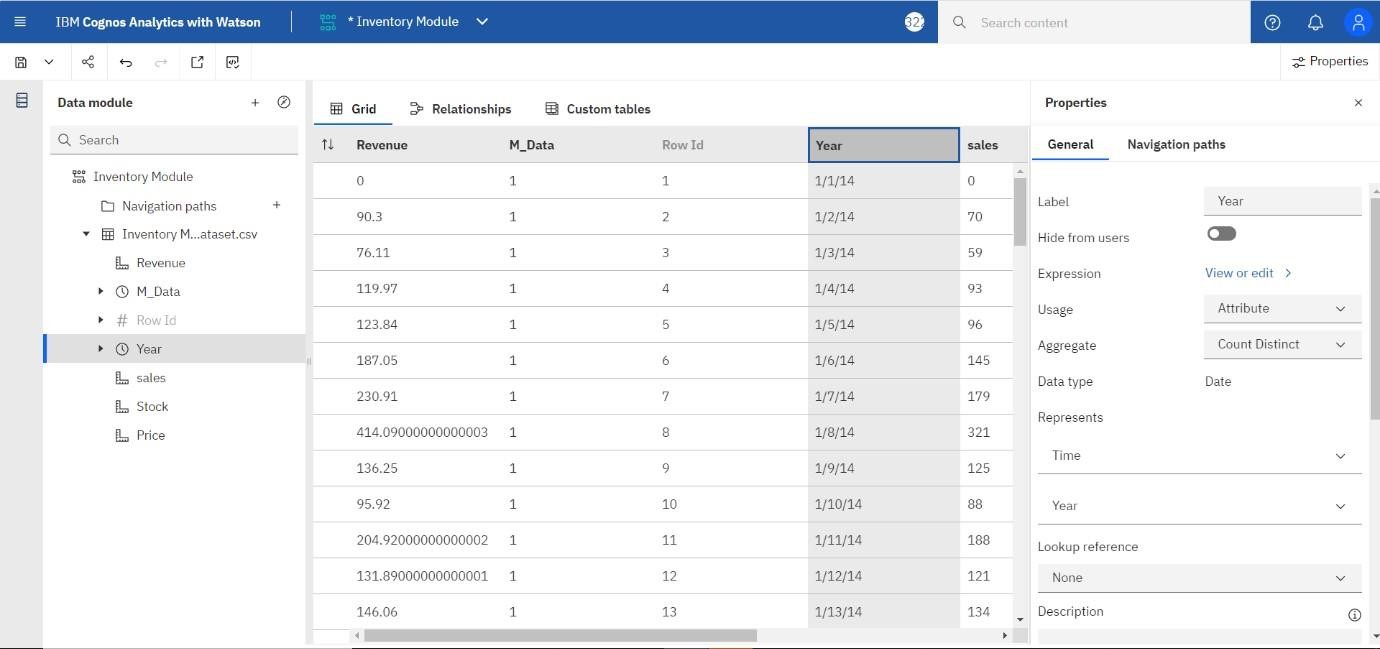 IBM Cognos Analytics with Watson
* Inventory Module
322
Search content
Properties
Data module
Search
Inventory Module
Navigation paths
Inventory M...ataset.csv
Revenue
M_Data
# Row Id
Year
sales
Stock
Price
Grid Relationships Custom tables
Revenue M_Data Row Id Year sales
0 1 1 1/1/14 0
90.3 1 2 1/2/14 70
76.11 1 3 1/3/14 59
119.97 1 4 1/4/14 93
123.84 1 5 1/5/14 96
187.05 1 6 1/6/14 145
230.91 1 7 1/7/14 179
414.09000000000003 1 8 1/8/14 321
136.25 1 9 1/9/14 125
95.92 1 10 1/10/14 88
204.92000000000002 1 11 1/11/14 188
131.89000000000001 1 12 1/12/14 121
146.06 1 13 1/13/14 134
Properties
General Navigation paths
Label Year
Hide from users
Expression View or edit
Usage Attribute
Aggregate Count Distinct
Data type Date
Represents
Time
Year
Lookup reference
None
Description